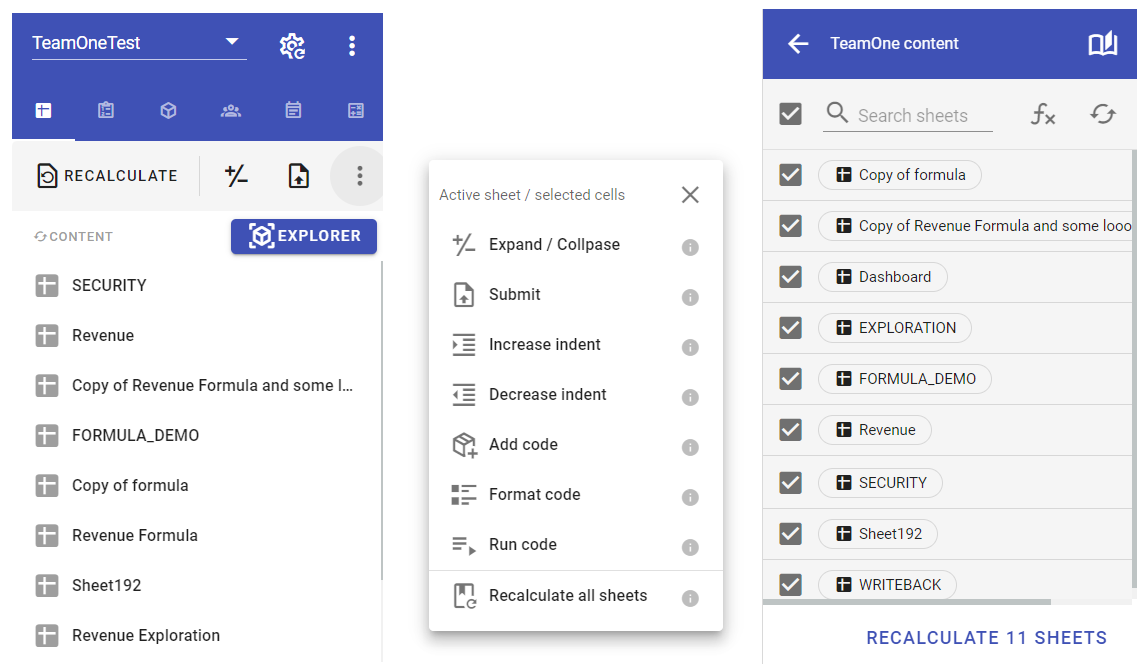 TeamOneTest
RECALCULATE
CONTENT
EXPLORER
SECURITY
Revenue
Copy of Revenue Formula and some l...
FORMULA_DEMO
Copy of formula
Revenue Formula
Sheet192
Revenue Exploration
Active sheet / selected cells
Expand / Collpase
Submit
Increase indent
Decrease indent
Add code
Format code
Run code
Recalculate all sheets
TeamOne content
Search sheets
fx
Copy of formula
Copy of Revenue Formula and some looo
Dashboard
EXPLORATION
FORMULA_DEMO
Revenue
SECURITY
Sheet192
WRITEBACK
RECALCULATE 11 SHEETS